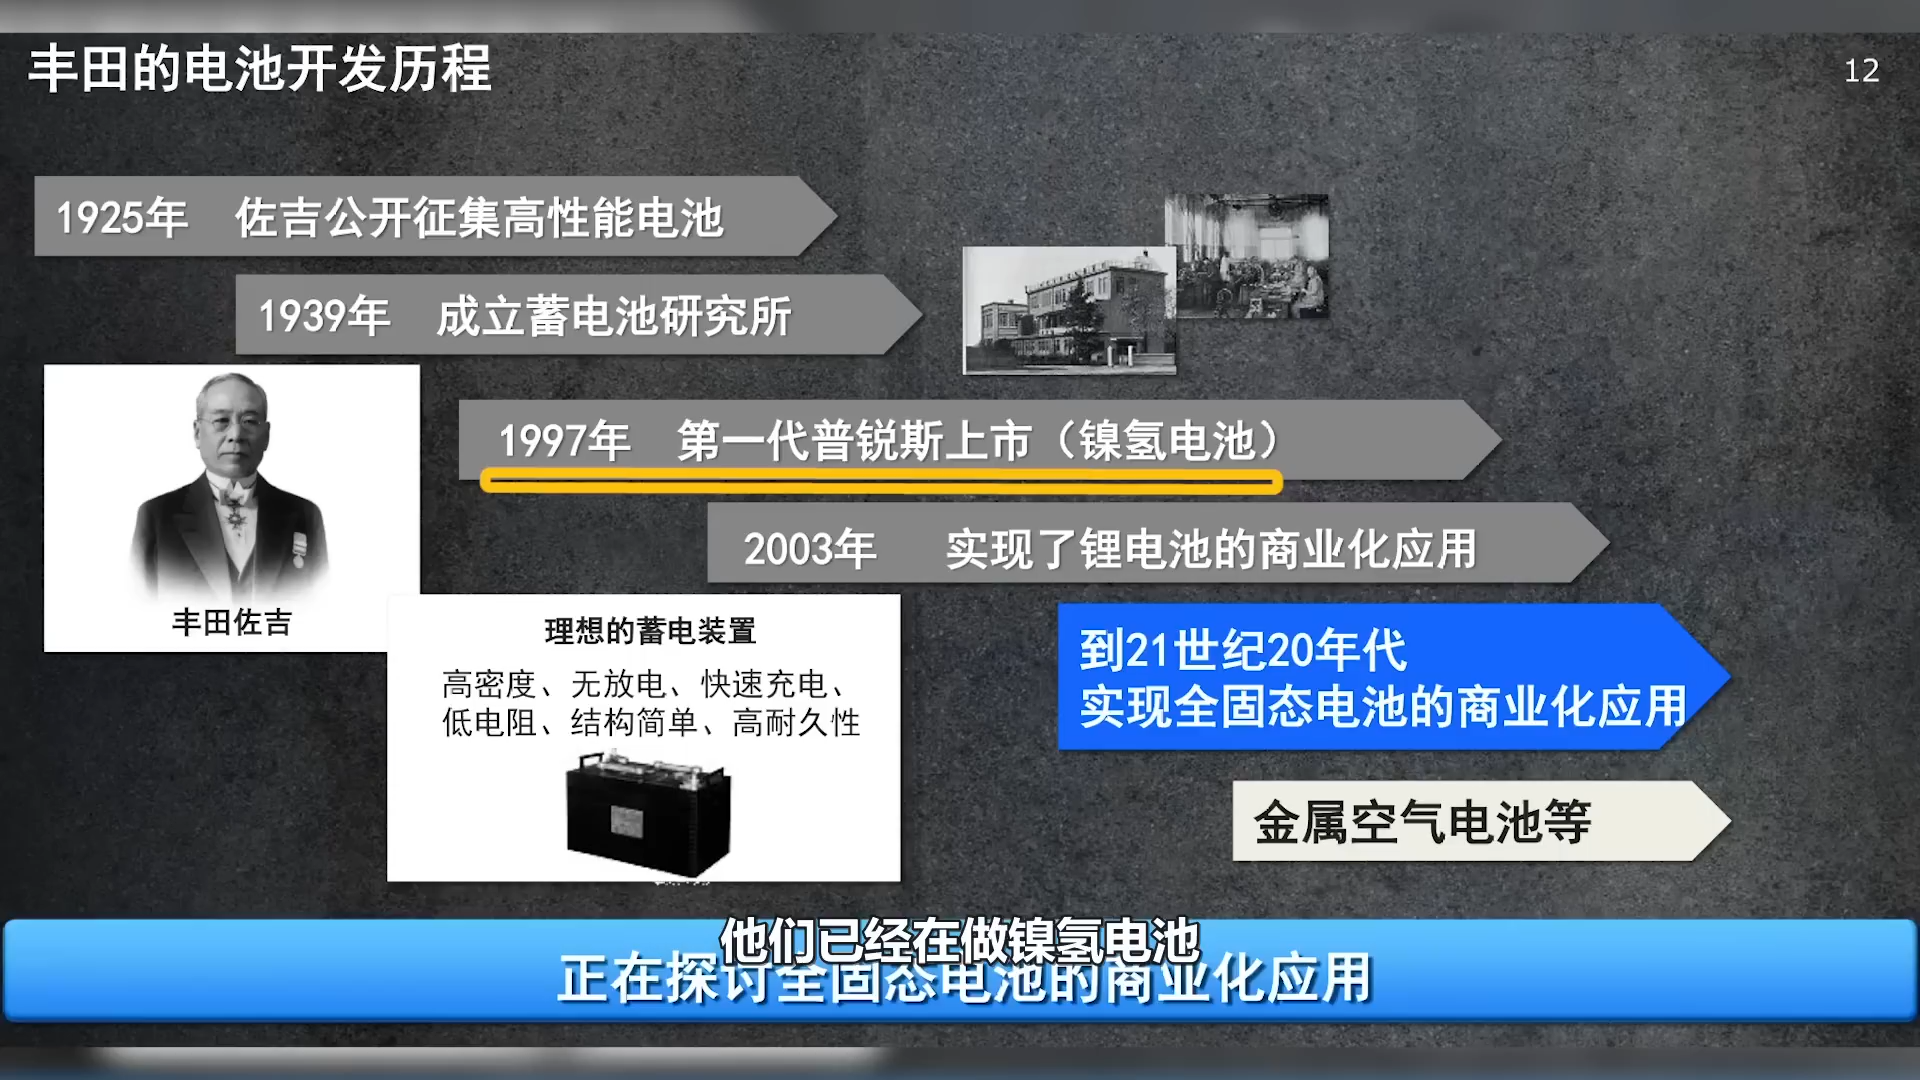 丰田的电池开发历程
12
1925年 佐吉公开征集高性能电池
1939年 成立蓄电池研究所
1997年 第一代普锐斯上市（镍氢电池）
2003年 实现了锂电池的商业化应用
丰田佐吉
理想的蓄电装置
高密度、无放电、快速充电、
低电阻、结构简单、高耐久性
到21世纪20年代
实现全固态电池的商业化应用
金属空气电池等
他们已经在做镍氢电池
正在探讨全固态电池的商业化应用